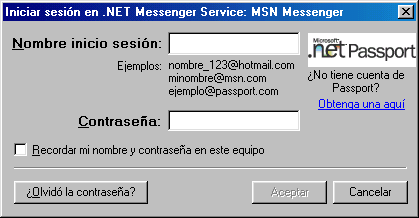 Iniciar sesión en .NET Messenger Service: MSN Messenger
Nombre inicio sesión:
Ejemplos: nombre_123@hotmail.com
minombre@msn.com
ejemplo@passport.com
Microsoft
.net Passport
¿No tiene cuenta de
Passport?
Obtenga una aquí
Contraseña:
Recordar mi nombre y contraseña en este equipo
¿Olvidó la contraseña?
Aceptar
Cancelar